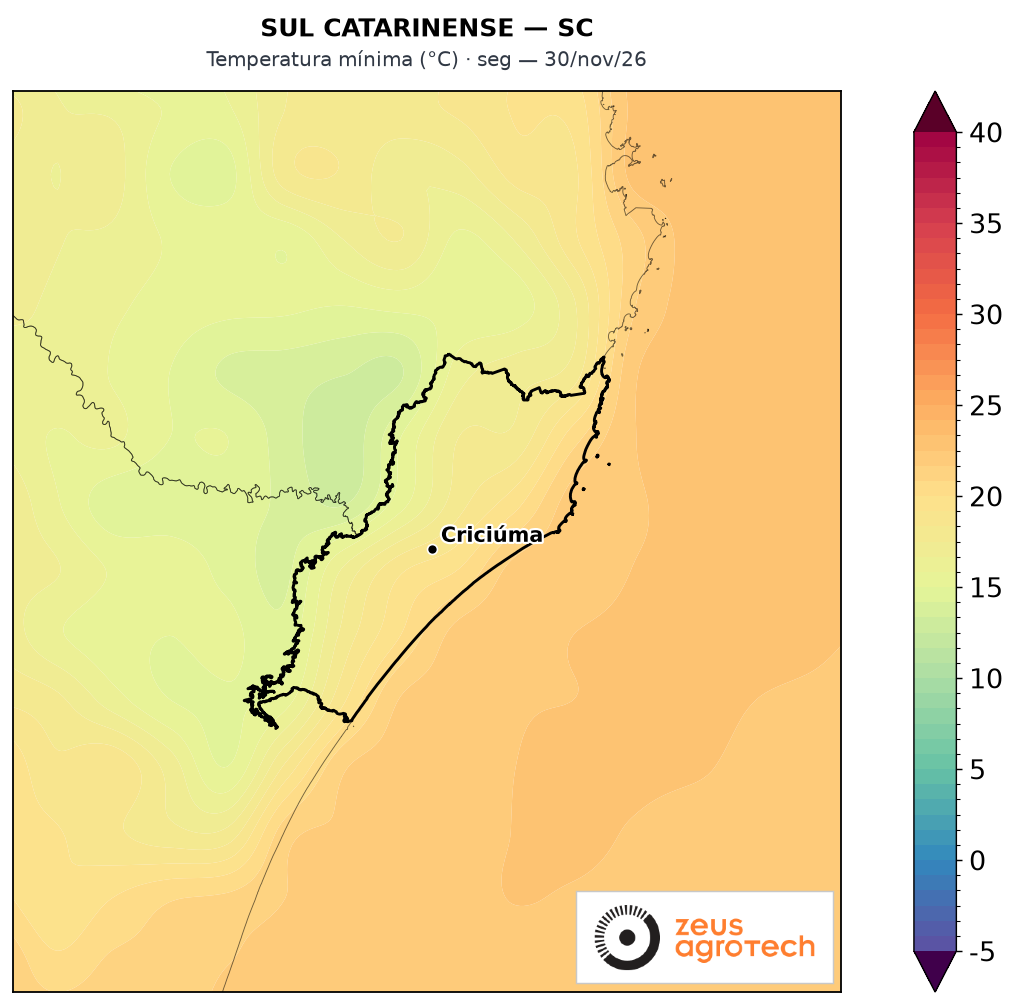 SUL CATARINENSE — SC
Temperatura mínima (°C) · seg — 30/nov/26
40
35
30
25
20
15
10
5
0
-5
Criciúma
zeus
agrotech